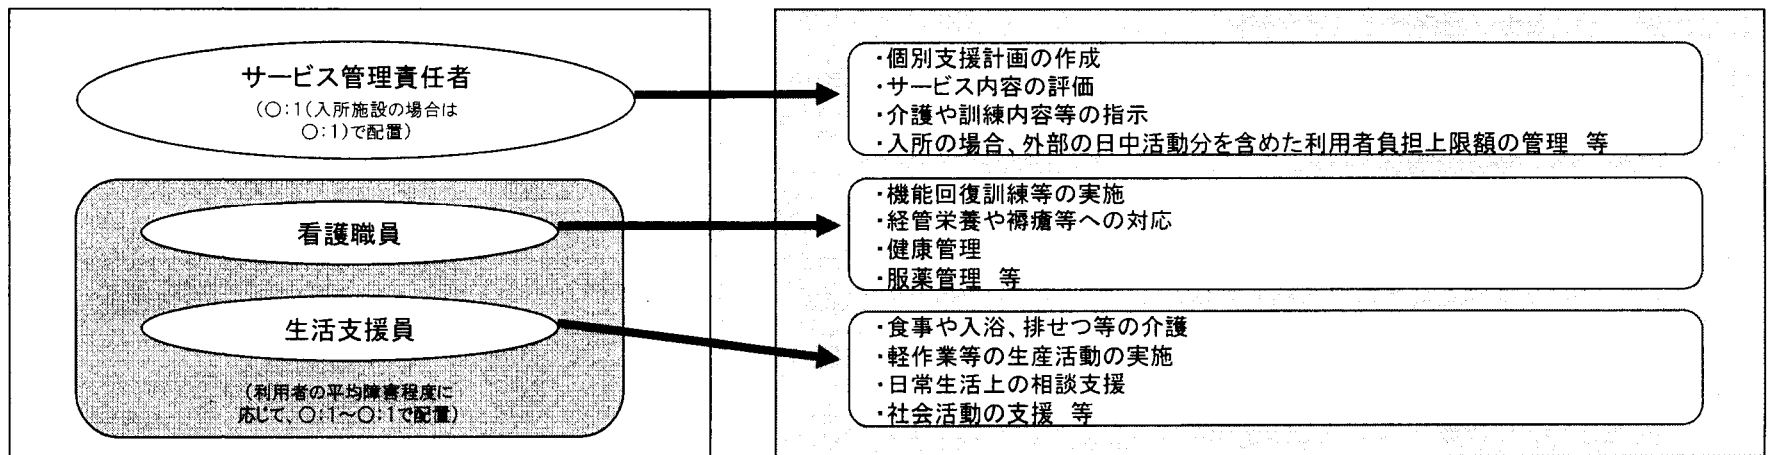 サービス管理責任者
(○:1(入所施設の場合は
○:1)で配置)
看護職員
生活支援員
(利用者の平均障害程度に
応じて、○:1~○:1で配置)
・個別支援計画の作成
・サービス内容の評価
・介護や訓練内容等の指示
・入所の場合、外部の日中活動分を含めた利用者負担上限額の管理 等
・機能回復訓練等の実施
・経管栄養や褥瘡等への対応
・健康管理
・服薬管理 等
・食事や入浴、排せつ等の介護
・軽作業等の生産活動の実施
・日常生活上の相談支援
・社会活動の支援 等